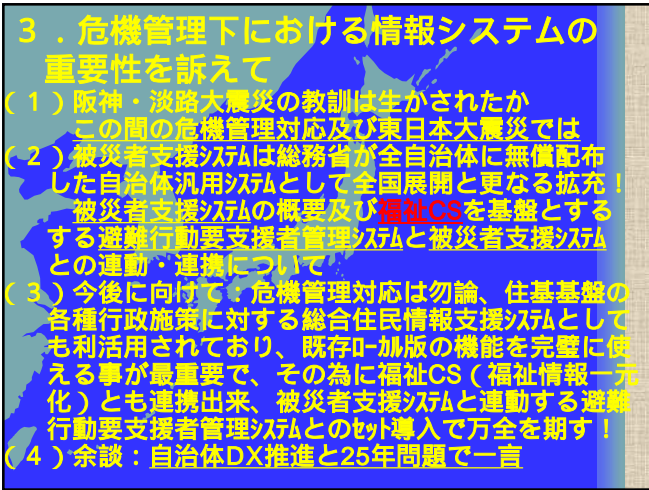 ３．危機管理下における情報システムの
重要性を訴えて
（１）阪神・淡路大震災の教訓は生かされたか
この間の危機管理対応及び東日本大震災では
（２）被災者支援ｼｽﾃﾑは総務省が全自治体に無償配布
した自治体汎用ｼｽﾃﾑとして全国展開と更なる拡充！
被災者支援ｼｽﾃﾑの概要及び福祉CSを基盤とする
する避難行動要支援者管理ｼｽﾃﾑと被災者支援ｼｽﾃﾑ
との連動・連携について
（３）今後に向けて：危機管理対応は勿論、住基基盤の
各種行政施策に対する総合住民情報支援ｼｽﾃﾑとして
も利活用されており、既存ﾛｰｶﾙ版の機能を完璧に使
える事が最重要で、その為に福祉CS（福祉情報一元
化）とも連携出来、被災者支援ｼｽﾃﾑと連動する避難
行動要支援者管理ｼｽﾃﾑとのｾｯﾄ導入で万全を期す！
（４）余談：自治体DX推進と25年問題で一言